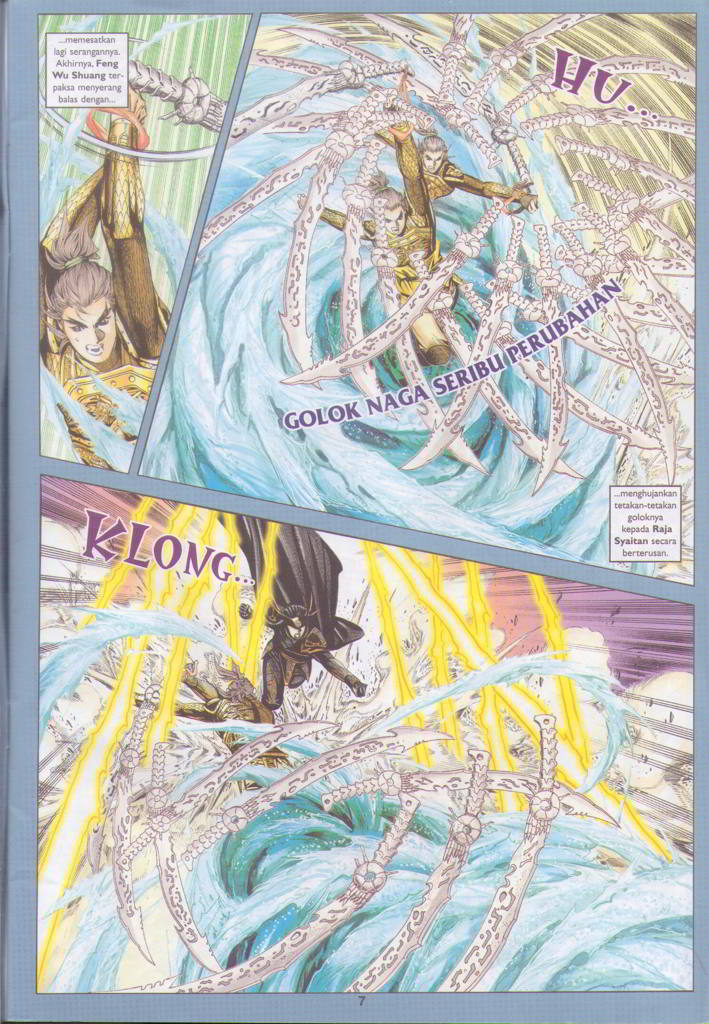 ...memesatkan
lagi serangannya.
Akhirnya, Feng
Wu Shuang ter-
paksa menyerang
balas dengan...
HU...
GOLOK NAGA SERIBU PERUBAHAN
...menghujankan
tetakan-tetakan
goloknya
kepada Raja
Syaitan secara
berterusan.
KLONG...
7